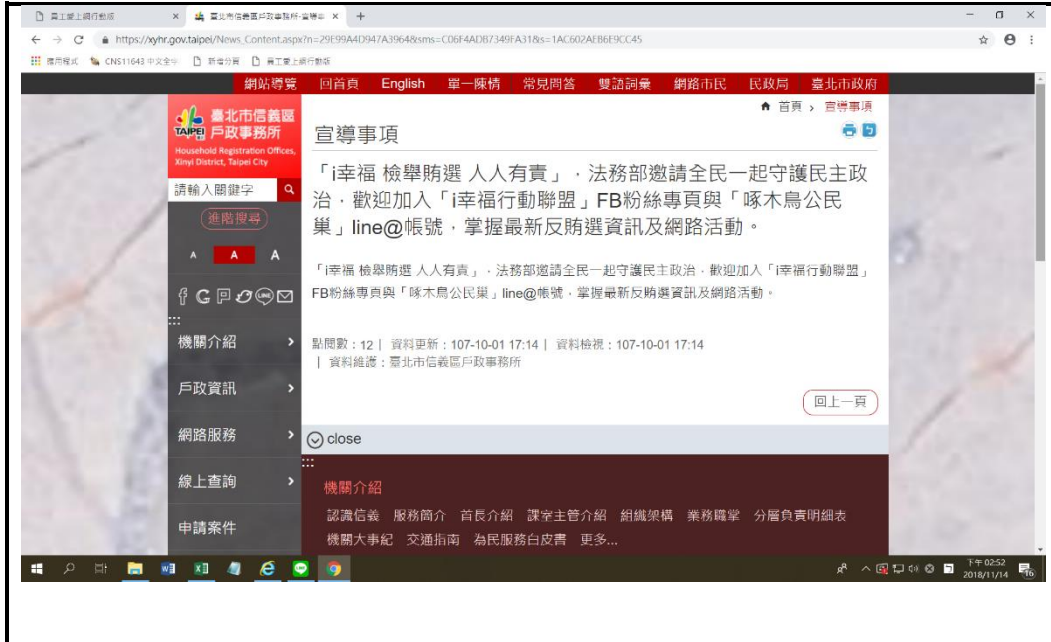 員工愛上網行動版
臺北市信義區戶政事務所-宣導事
https://xyhr.gov.taipei/News_Content.aspx?n=29E99A4D947A3964&sms=C06F4ADB7349FA31&s=1AC602AEB6E9CC45
應用程式 CNS11643 中文全字 新增分頁 員工愛上網行動版
網站導覽 回首頁 English 單一陳情 常見問答 雙語詞彙 網路市民 民政局 臺北市政府
首頁 › 宣導事項
TAIPEI
臺北市信義區
戶政事務所
Household Registration Offices,
Xinyi District, Taipei City
請輸入關鍵字
進階搜尋
A A A
:::
機關介紹
戶政資訊
網路服務
線上查詢
申請案件
宣導事項
「i幸福 檢舉賄選 人人有責」，法務部邀請全民一起守護民主政
治，歡迎加入「i幸福行動聯盟」FB粉絲專頁與「啄木鳥公民
巢」line@帳號，掌握最新反賄選資訊及網路活動。
「i幸福 檢舉賄選 人人有責」，法務部邀請全民一起守護民主政治，歡迎加入「i幸福行動聯盟」
FB粉絲專頁與「啄木鳥公民巢」line@帳號，掌握最新反賄選資訊及網路活動。
點閱數：12 | 資料更新：107-10-01 17:14 | 資料檢視：107-10-01 17:14
| 資料維護：臺北市信義區戶政事務所
回上一頁
close
:::
機關介紹
認識信義 服務簡介 首長介紹 課室主管介紹 組織架構 業務職掌 分層負責明細表
機關大事紀 交通指南 為民服務白皮書 更多...
下午 02:52
2018/11/14